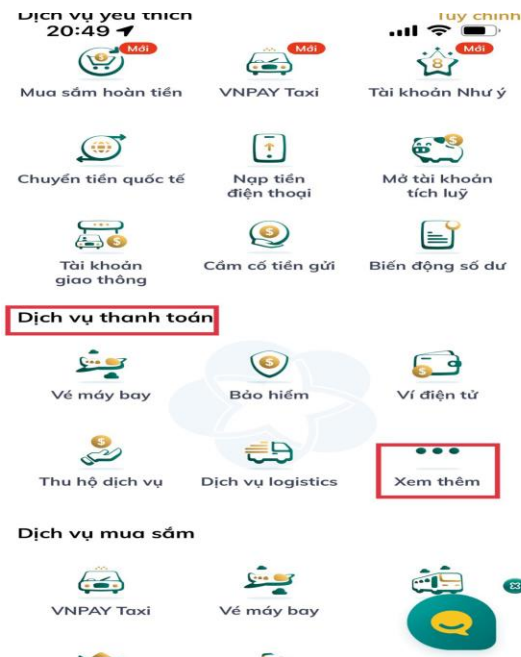 Dịch vụ yêu thích
Tùy chỉnh
20:49
Mới
Mới
Mới
8
Mua sắm hoàn tiền
VNPAY Taxi
Tài khoản Như ý
Chuyển tiền quốc tế
Nạp tiền
điện thoại
Mở tài khoản
tích luỹ
Tài khoản
giao thông
Cầm cố tiền gửi
Biến động số dư
Dịch vụ thanh toán
Vé máy bay
Bảo hiểm
Ví điện tử
Thu hộ dịch vụ
Dịch vụ logistics
Xem thêm
Dịch vụ mua sắm
VNPAY Taxi
Vé máy bay